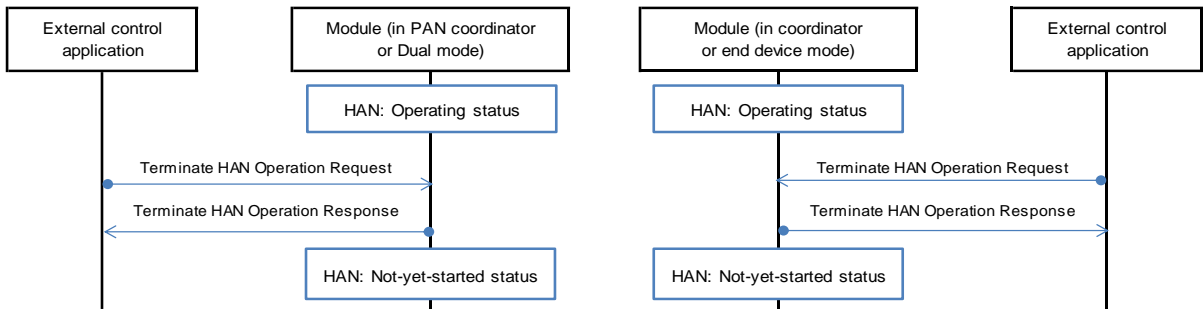 External control
application
Module (in PAN coordinator
or Dual mode)
Module (in coordinator
or end device mode)
External control
application
HAN: Operating status
HAN: Operating status
Terminate HAN Operation Request
Terminate HAN Operation Request
Terminate HAN Operation Response
Terminate HAN Operation Response
HAN: Not-yet-started status
HAN: Not-yet-started status